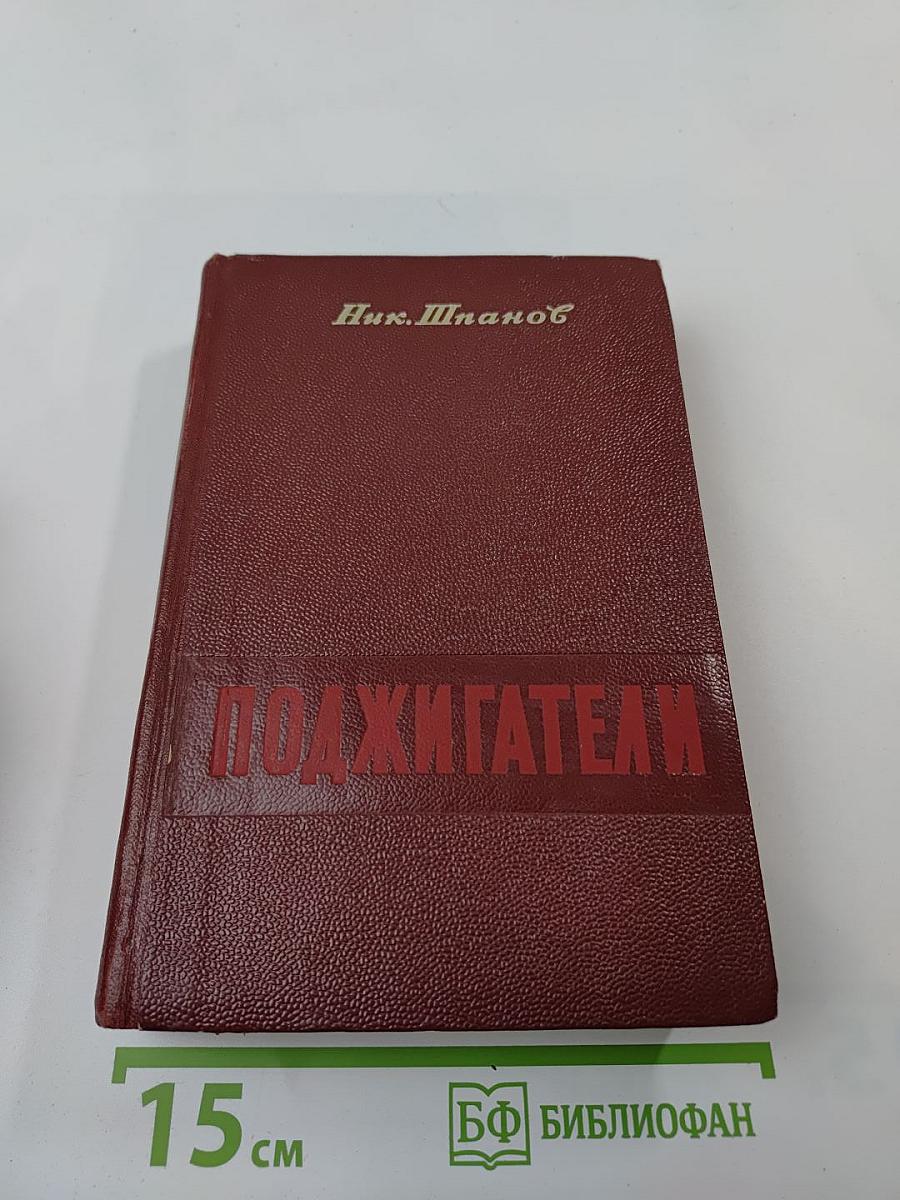 Ник. Шпанов
ПОДЖИГАТЕЛИ
15 см
БФ БИБЛИОФАН